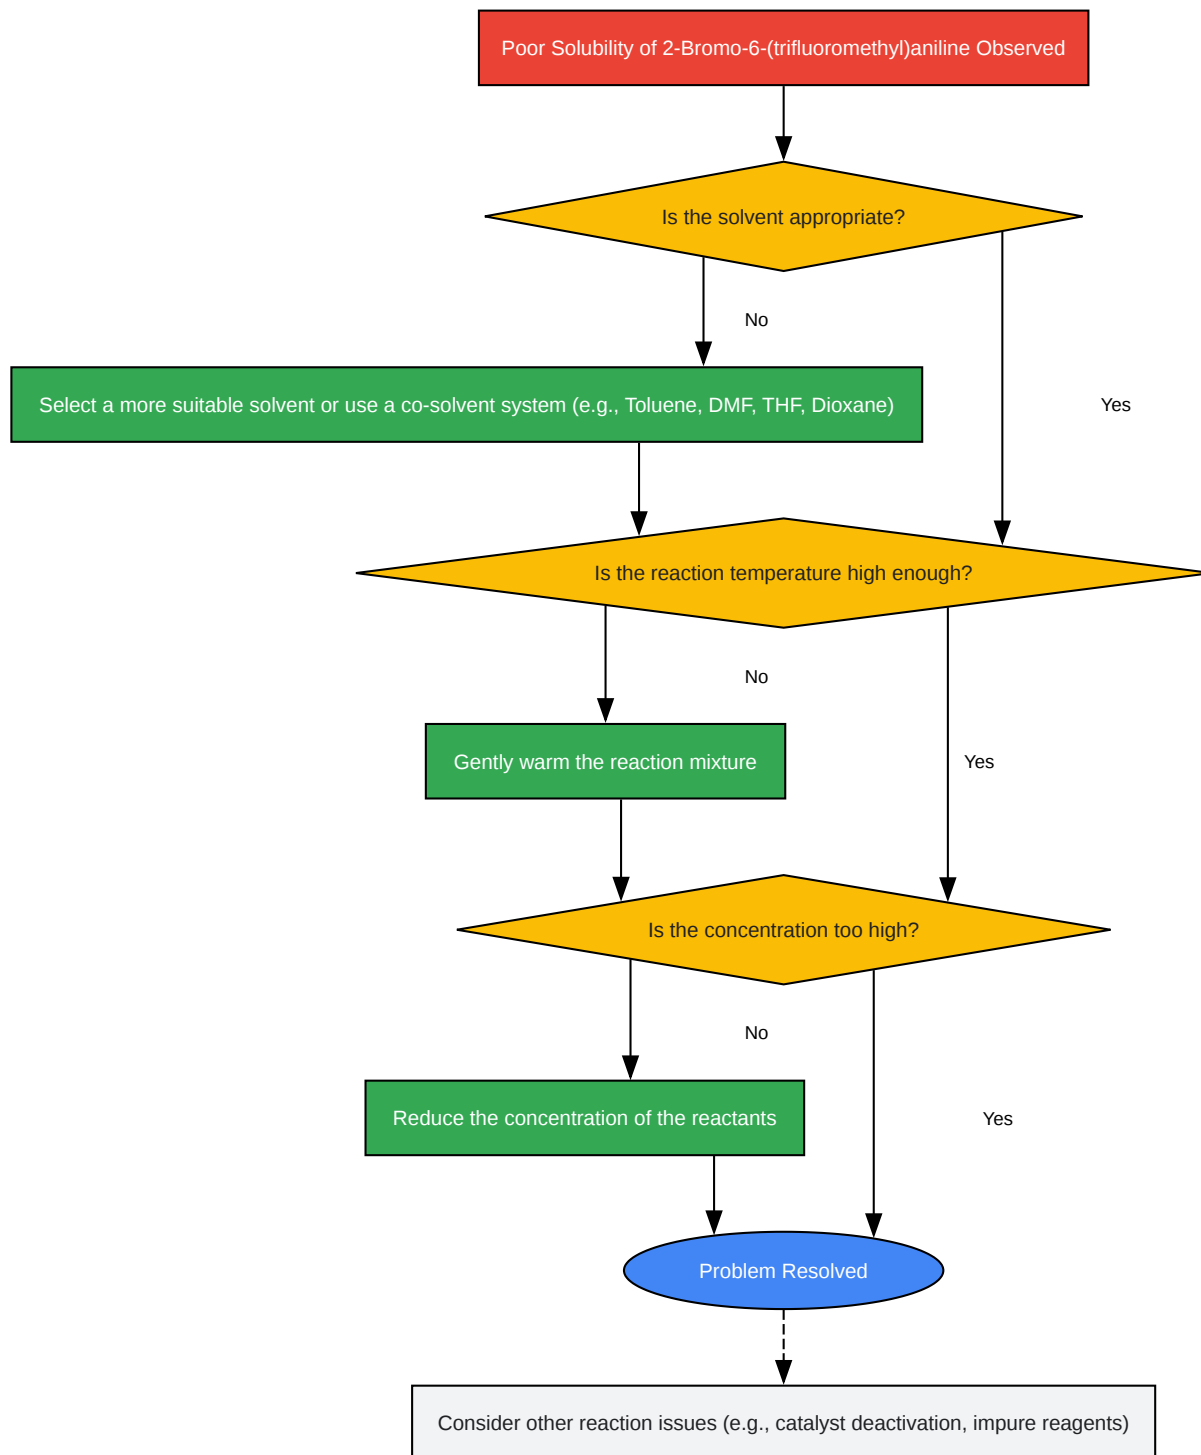 Poor Solubility of 2-Bromo-6-(trifluoromethyl)aniline Observed
Is the solvent appropriate?
No
Select a more suitable solvent or use a co-solvent system (e.g., Toluene, DMF, THF, Dioxane)
Yes
Is the reaction temperature high enough?
No
Gently warm the reaction mixture
Yes
Is the concentration too high?
No
Reduce the concentration of the reactants
Yes
Problem Resolved
Consider other reaction issues (e.g., catalyst deactivation, impure reagents)